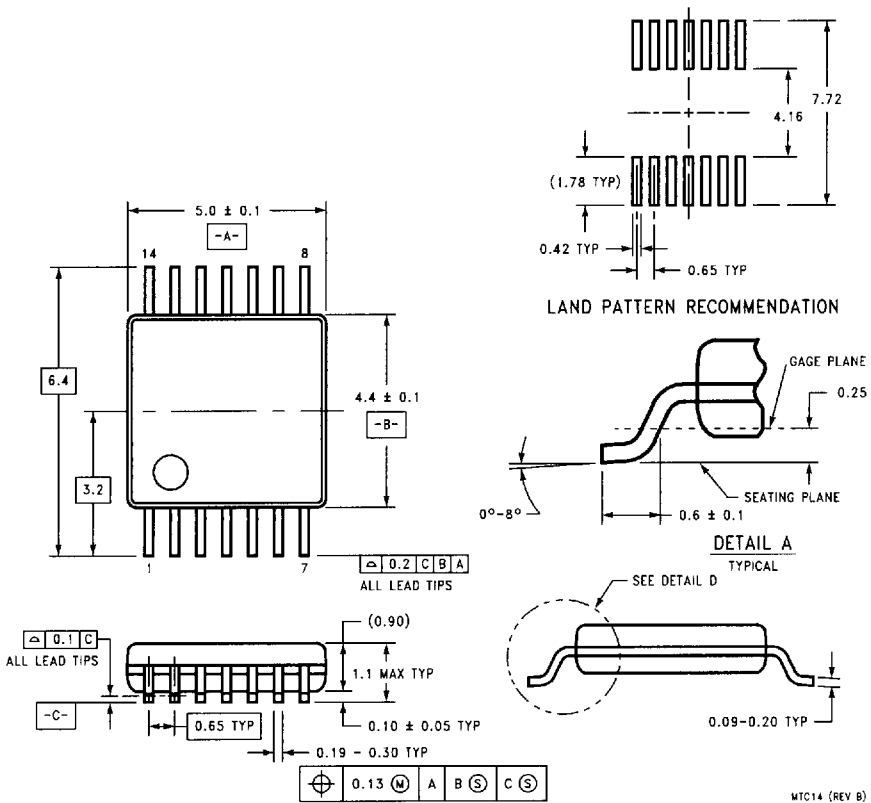 7.72
4.16
(1.78 TYP)
0.42 TYP
0.65 TYP
LAND PATTERN RECOMMENDATION
5.0 ± 0.1
-A-
14
8
6.4
4.4 ± 0.1
-B-
3.2
1
7
⌓ 0.2 C B A
ALL LEAD TIPS
GAGE PLANE
0.25
SEATING PLANE
0°-8°
0.6 ± 0.1
DETAIL A
TYPICAL
SEE DETAIL D
(0.90)
⌓ 0.1 C
ALL LEAD TIPS
1.1 MAX TYP
-C-
0.65 TYP
0.10 ± 0.05 TYP
0.19 - 0.30 TYP
0.09-0.20 TYP
⌖ 0.13 Ⓜ A B Ⓢ C Ⓢ
MTC14 (REV B)